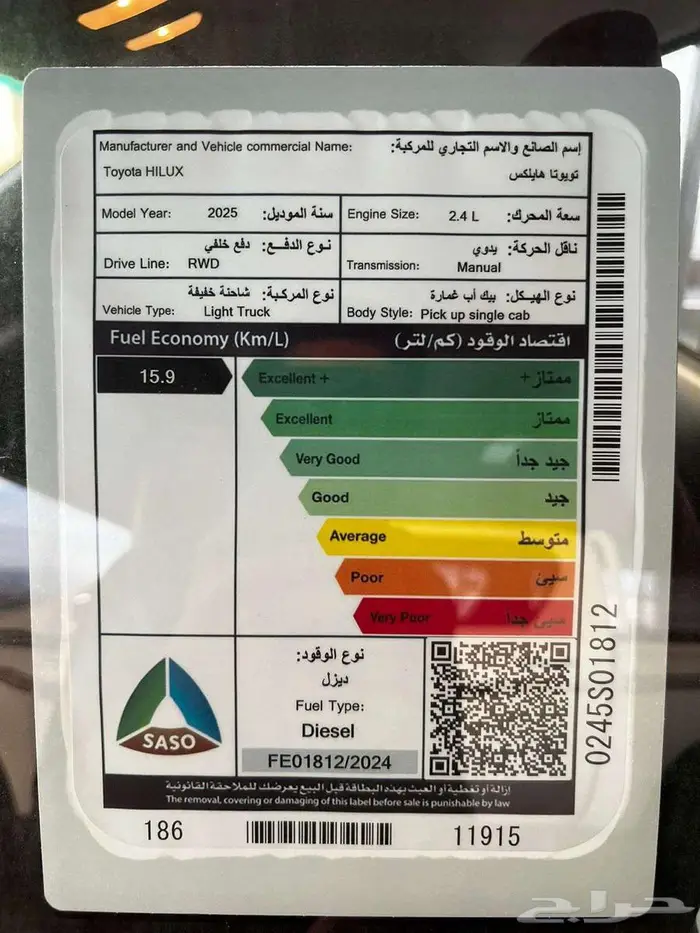 Manufacturer and Vehicle commercial Name: إسم الصانع والاسم التجاري للمركبة:
Toyota HILUX تويوتا هايلكس
Model Year: 2025 سنة الموديل:
Engine Size: 2.4 L سعة المحرك:
نوع الدفع: دفع خلفي
Drive Line: RWD
ناقل الحركة: يدوي
Transmission: Manual
نوع المركبة: شاحنة خفيفة
Vehicle Type: Light Truck
نوع الهيكل: بيك أب غمارة
Body Style: Pick up single cab
Fuel Economy (Km/L) اقتصاد الوقود (كم/لتر)
15.9
Excellent + ممتاز +
Excellent ممتاز
Very Good جيد جداً
Good جيد
Average متوسط
Poor سيئ
Very Poor سيئ جداً
SASO
نوع الوقود:
ديزل
Fuel Type:
Diesel
FE01812/2024
إزالة أو تغطية أو العبث بهذه البطاقة قبل البيع يعرضك للملاحقة القانونية
The removal, covering or damaging of this label before sale is punishable by law
186 11915
0245S01812
حراج